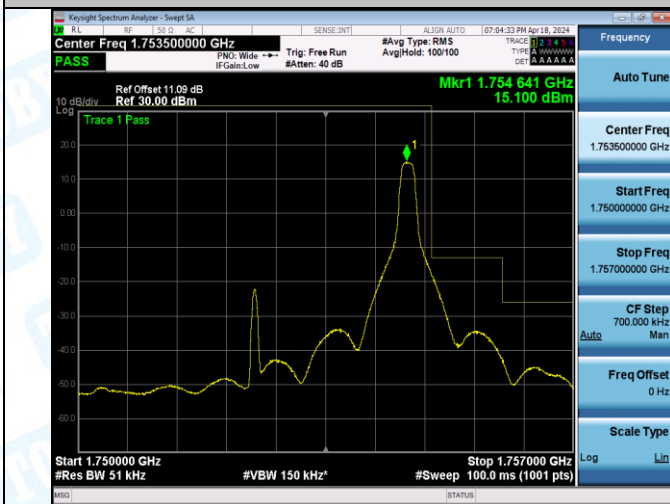 Keysight Spectrum Analyzer - Swept SA
RL RF 50 Ω AC SENSE:INT ALIGN AUTO 07:04:33 PM Apr 18, 2024
Center Freq 1.753500000 GHz
PASS
PNO: Wide
IFGain:Low
Trig: Free Run
#Atten: 40 dB
#Avg Type: RMS
Avg|Hold: 100/100
TRACE 1 2 3 4 5 6
TYPE A WWWWW
DET A A A A A A
Ref Offset 11.09 dB
10 dB/div Ref 30.00 dBm
Log
Mkr1 1.754 641 GHz
15.100 dBm
Trace 1 Pass
1
20.0
10.0
0.00
-10.0
-20.0
-30.0
-40.0
-50.0
-60.0
Start 1.750000 GHz
Stop 1.757000 GHz
#Res BW 51 kHz
#VBW 150 kHz*
#Sweep 100.0 ms (1001 pts)
MSG
STATUS
Frequency
Auto Tune
Center Freq
1.753500000 GHz
Start Freq
1.750000000 GHz
Stop Freq
1.757000000 GHz
CF Step
700.000 kHz
Auto Man
Freq Offset
0 Hz
Scale Type
Log Lin